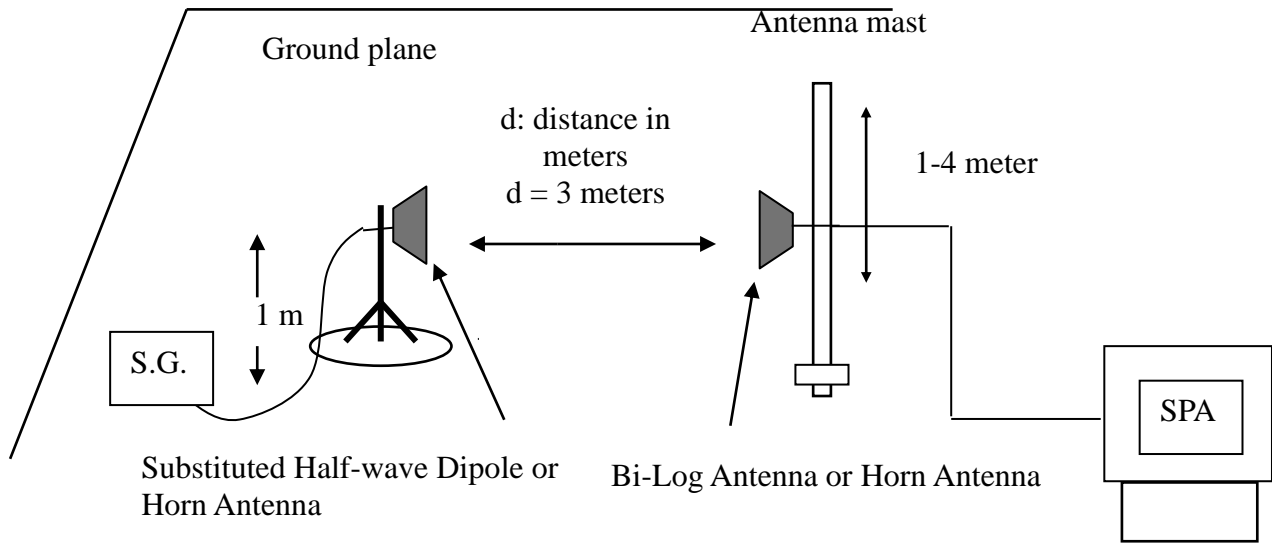 Antenna mast
Ground plane
d: distance in
meters
d = 3 meters
1-4 meter
1 m
S.G.
SPA
Substituted Half-wave Dipole or
Horn Antenna
Bi-Log Antenna or Horn Antenna